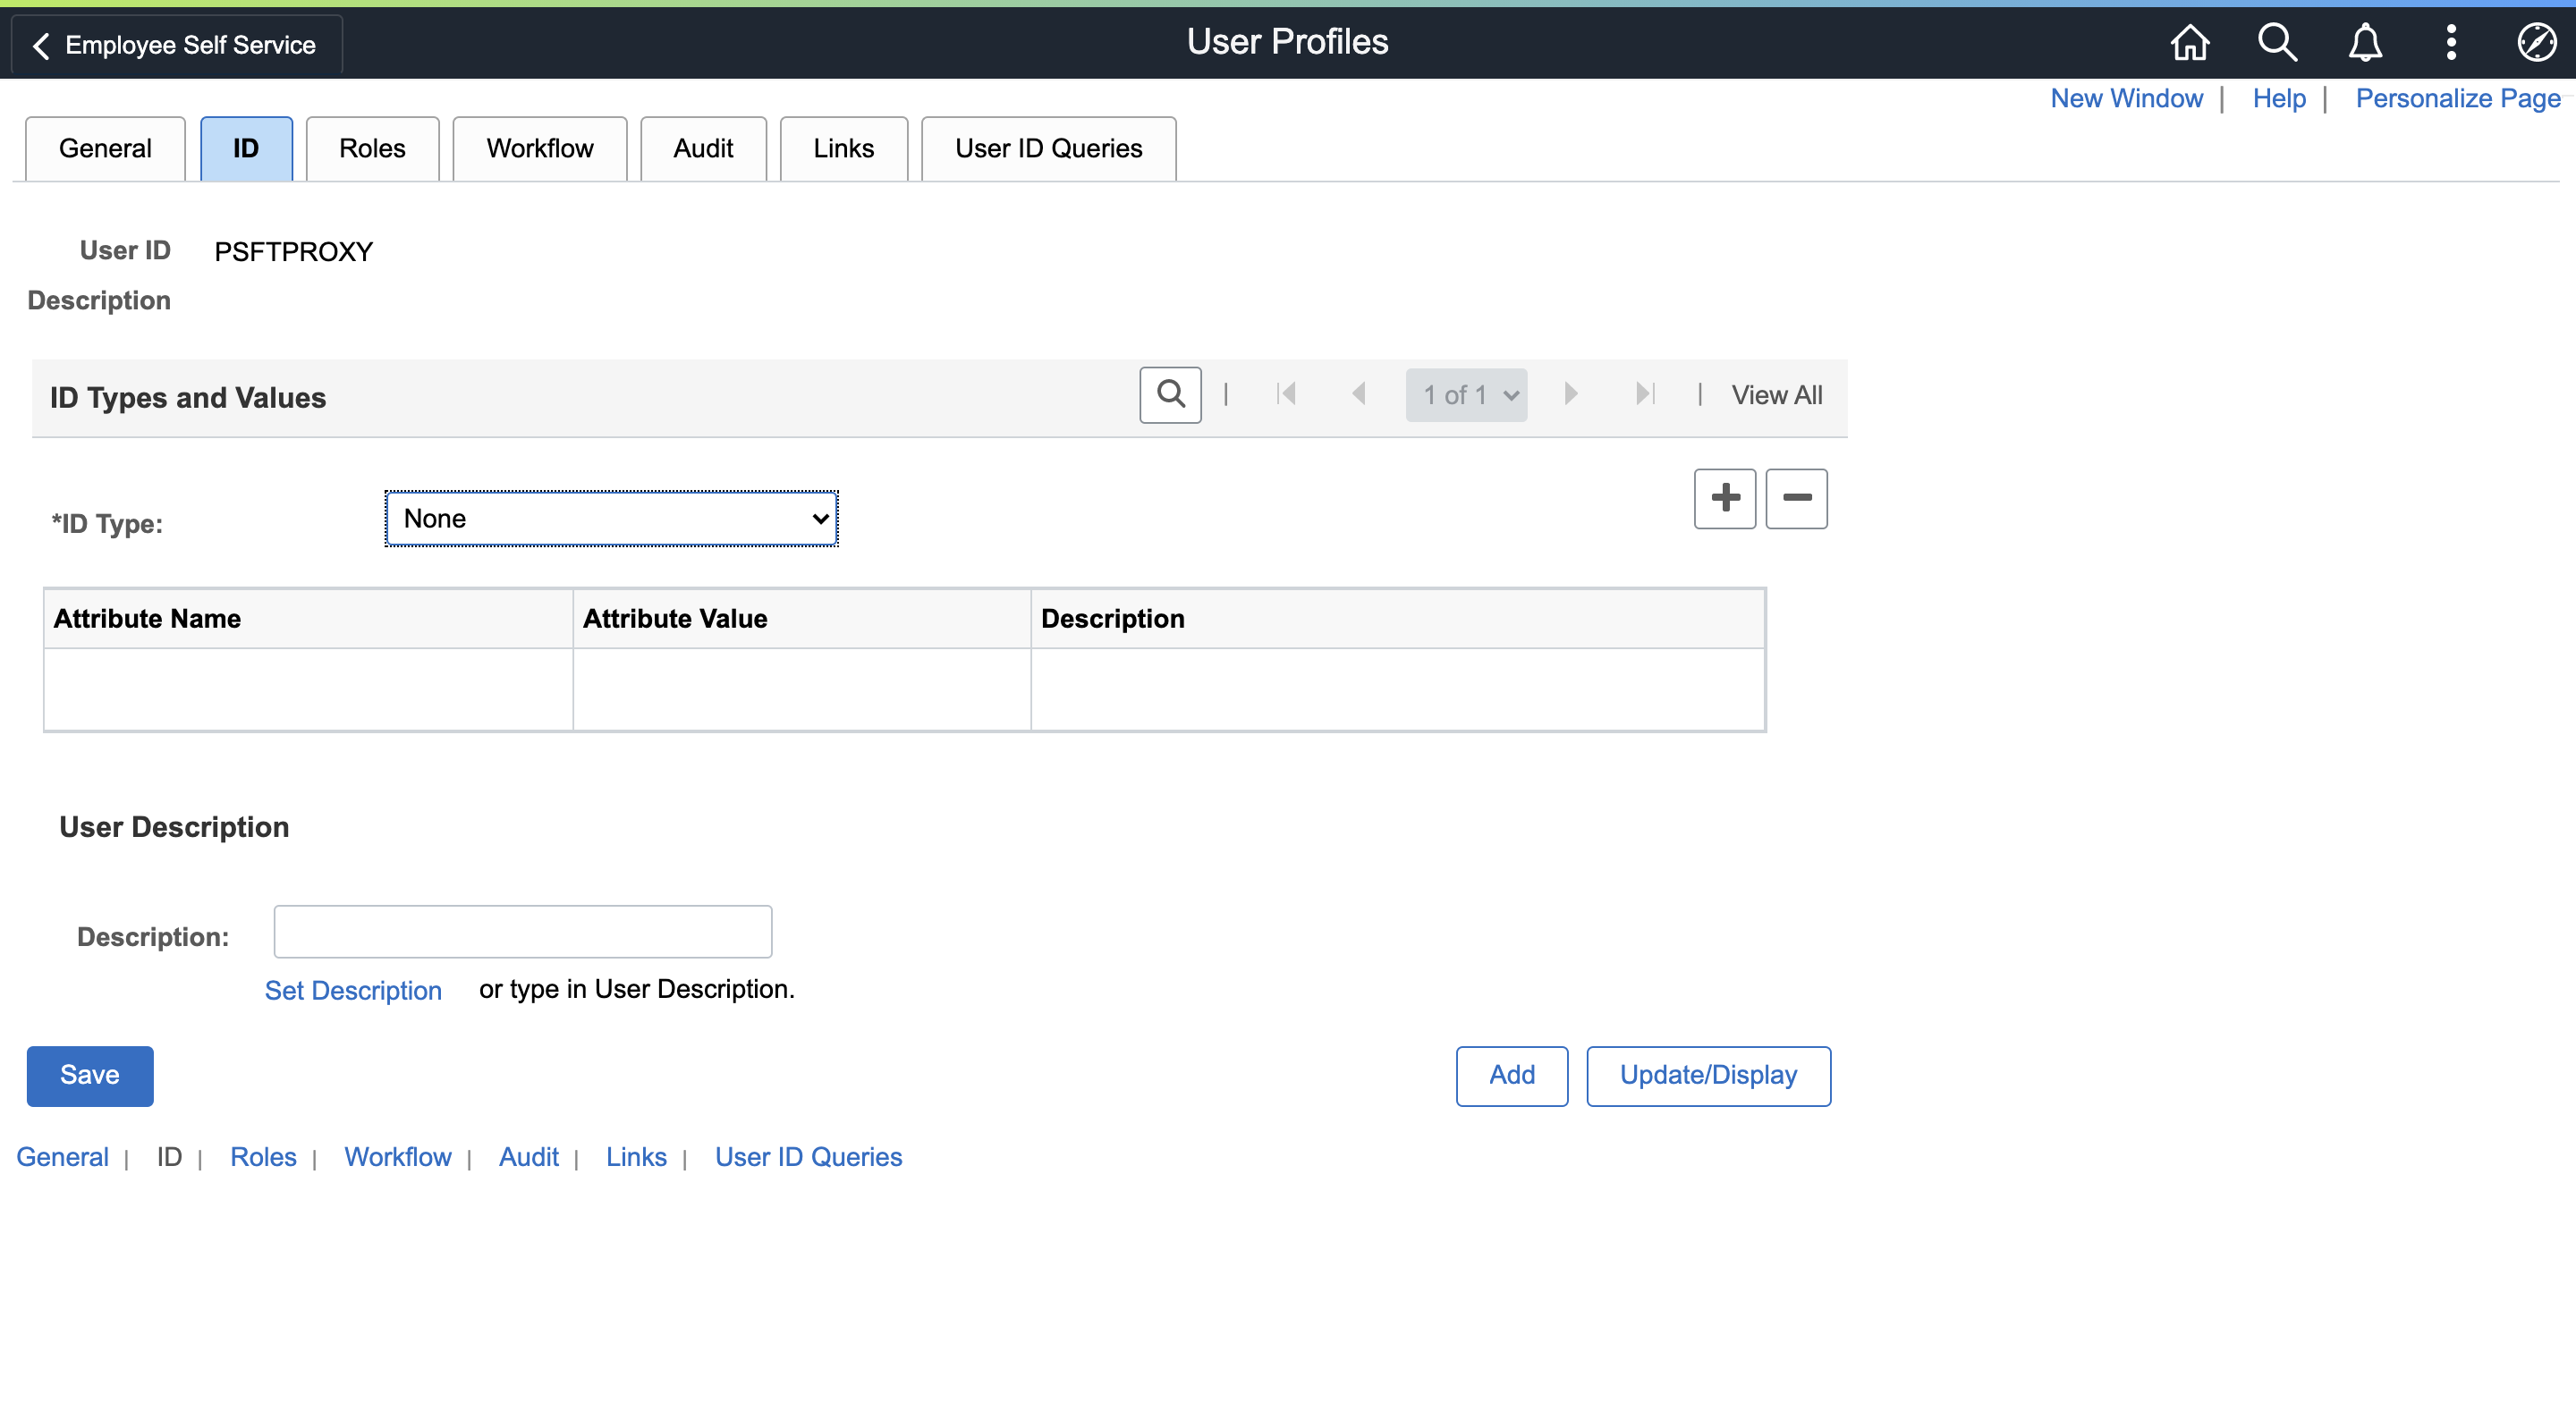 Employee Self Service
User Profiles
New Window | Help | Personalize Page
General ID Roles Workflow Audit Links User ID Queries
User ID PSFTPROXY
Description
ID Types and Values | 1 of 1 | View All
*ID Type: None
Attribute Name Attribute Value Description
User Description
Description:
Set Description or type in User Description.
Save Add Update/Display
General | ID | Roles | Workflow | Audit | Links | User ID Queries